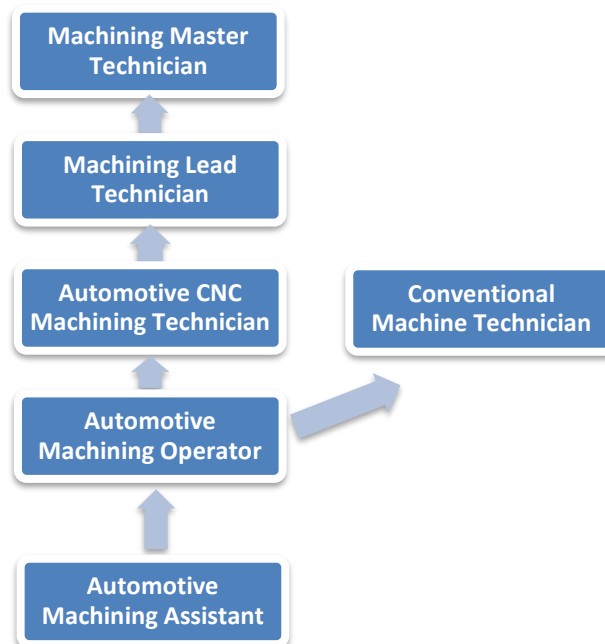 Machining Master
Technician
Machining Lead
Technician
Automotive CNC
Machining Technician
Conventional
Machine Technician
Automotive
Machining Operator
Automotive
Machining Assistant